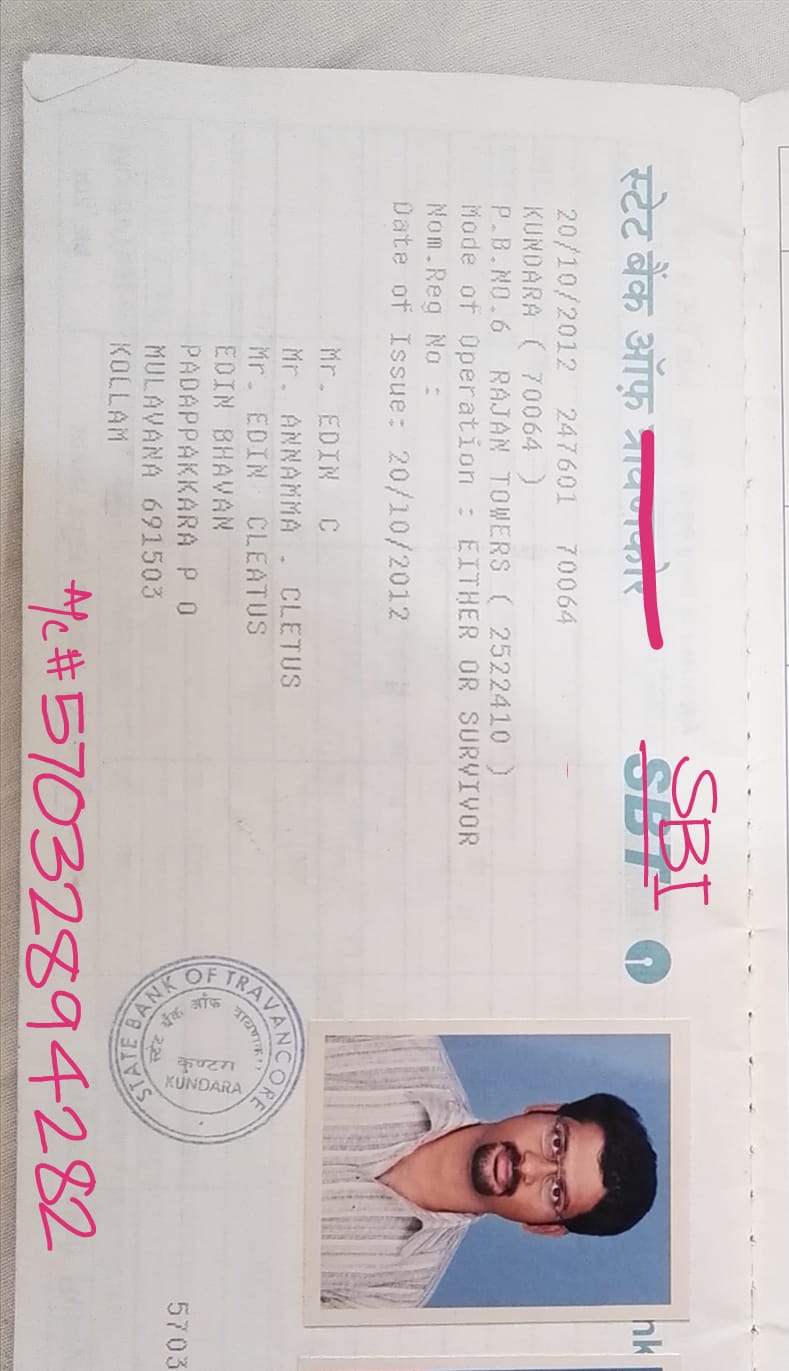 स्टेट बैंक ऑफ़ त्रावणकोर SBT
SBI
20/10/2012 247601 70064
KUNDARA ( 70064 )
P.B.NO.6 RAJAN TOWERS ( 2522410 )
Mode of Operation : EITHER OR SURVIVOR
Nom.Reg No :
Date of Issue: 20/10/2012
Mr. EDIN C
Mr. ANNAMMA . CLETUS
Mr. EDIN CLEATUS
EDIN BHAVAN
PADAPPAKKARA P O
MULAVANA 691503
KOLLAM
STATE BANK OF TRAVANCORE
स्टेट बैंक ऑफ
कुण्टरा
KUNDARA
5703
A/c # 57032894282
nk